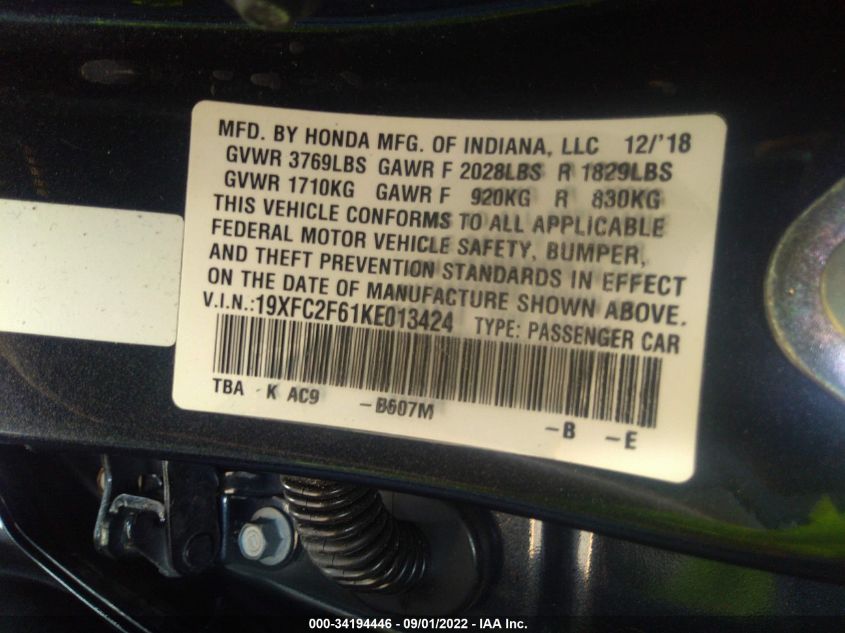 MFD. BY HONDA MFG. OF INDIANA, LLC 12/'18
GVWR 3769LBS GAWR F 2028LBS R 1829LBS
GVWR 1710KG GAWR F 920KG R 830KG
THIS VEHICLE CONFORMS TO ALL APPLICABLE
FEDERAL MOTOR VEHICLE SAFETY, BUMPER,
AND THEFT PREVENTION STANDARDS IN EFFECT
ON THE DATE OF MANUFACTURE SHOWN ABOVE.
V.I.N.:19XFC2F61KE013424 TYPE: PASSENGER CAR
TBA K AC9 -B607M -B -E
000-34194446 - 09/01/2022 - IAA Inc.